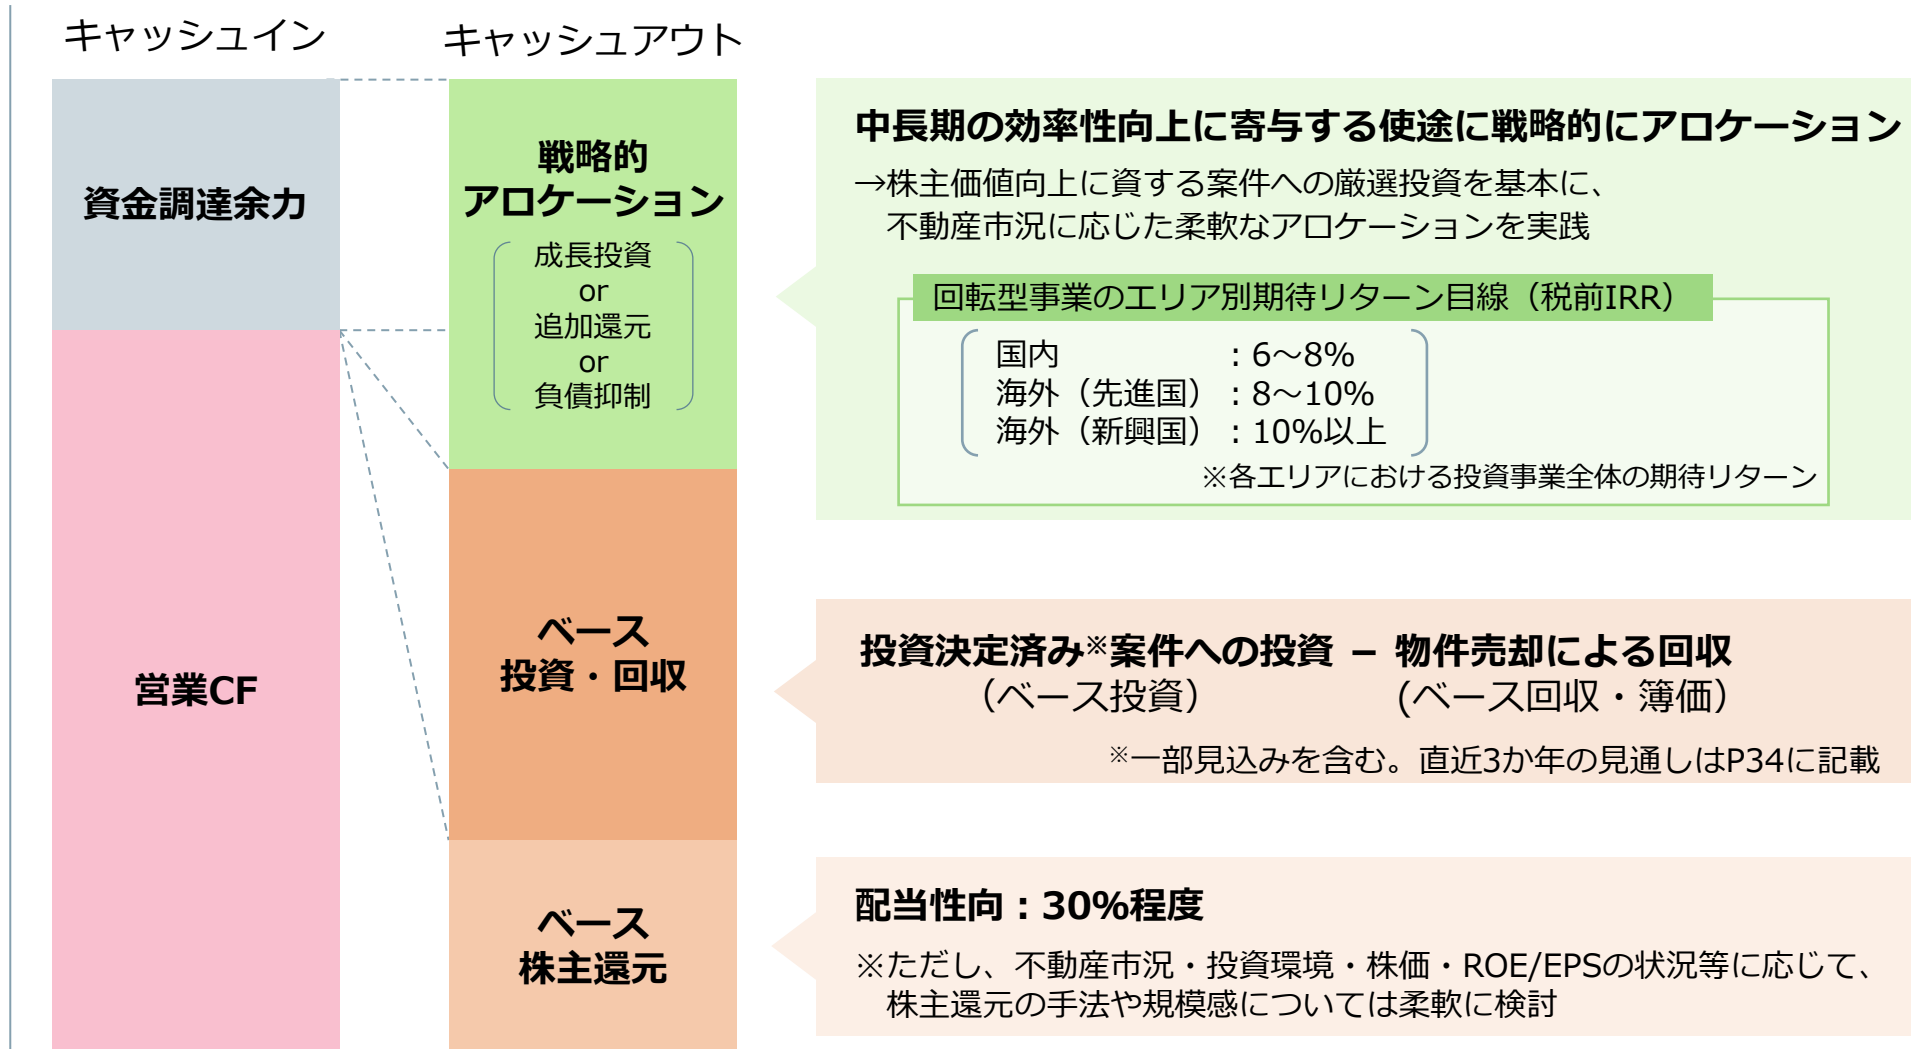 キャッシュイン
キャッシュアウト
資金調達余力
営業CF
戦略的
アロケーション
成長投資
or
追加還元
or
負債抑制
ベース
投資・回収
ベース
株主還元
中長期の効率性向上に寄与する使途に戦略的にアロケーション
→株主価値向上に資する案件への厳選投資を基本に、
不動産市況に応じた柔軟なアロケーションを実践
回転型事業のエリア別期待リターン目線（税前IRR）
国内　　　　　：6～8%
海外（先進国）：8～10%
海外（新興国）：10%以上
※各エリアにおける投資事業全体の期待リターン
投資決定済み※案件への投資 － 物件売却による回収
（ベース投資）　　　　　(ベース回収・簿価）
※一部見込みを含む。直近3か年の見通しはP34に記載
配当性向：30%程度
※ただし、不動産市況・投資環境・株価・ROE/EPSの状況等に応じて、
株主還元の手法や規模感については柔軟に検討